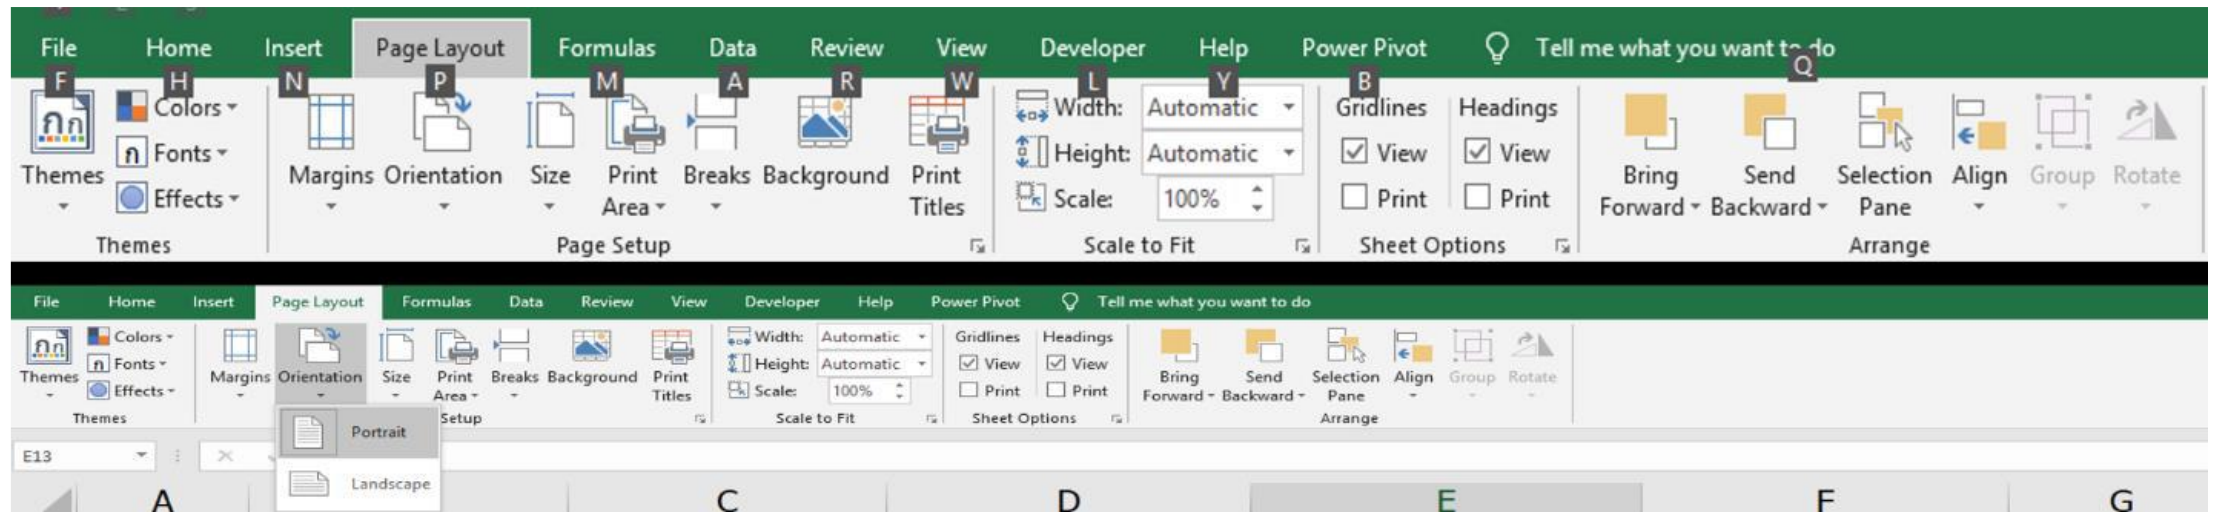 File Home Insert Page Layout Formulas Data Review View Developer Help Power Pivot Tell me what you want to do
F H N P M A R W L Y B Q
Colors Width: Automatic Gridlines Headings
Fonts Height: Automatic View View
Themes Margins Orientation Size Print Breaks Background Print Bring Send Selection Align Group Rotate
Effects Area Titles Scale: 100% Print Print Forward Backward Pane
Themes Page Setup Scale to Fit Sheet Options Arrange
File Home Insert Page Layout Formulas Data Review View Developer Help Power Pivot Tell me what you want to do
Colors Width: Automatic Gridlines Headings
Fonts Height: Automatic View View
Themes Margins Orientation Size Print Breaks Background Print Bring Send Selection Align Group Rotate
Effects Area Titles Scale: 100% Print Print Forward Backward Pane
Themes Setup Scale to Fit Sheet Options Arrange
Portrait
E13
Landscape
A C D E F G